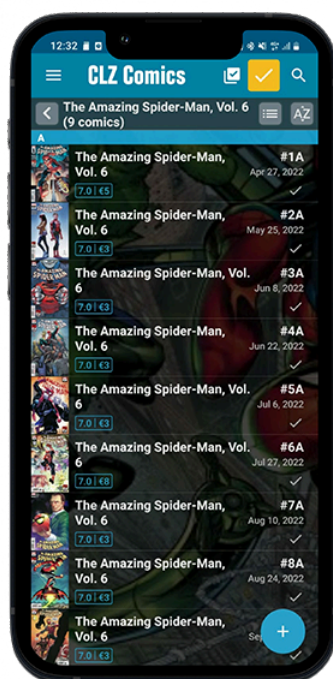 12:32
CLZ Comics
The Amazing Spider-Man, Vol. 6
(9 comics)
A
The Amazing Spider-Man, Vol. 6
#1A
Apr 27, 2022
7.0 | €5
The Amazing Spider-Man, Vol. 6
#2A
May 25, 2022
7.0 | €3
The Amazing Spider-Man, Vol. 6
#3A
Jun 8, 2022
7.0 | €3
The Amazing Spider-Man, Vol. 6
#4A
Jun 22, 2022
7.0 | €3
The Amazing Spider-Man, Vol. 6
#5A
Jul 6, 2022
7.0 | €3
The Amazing Spider-Man, Vol. 6
#6A
Jul 27, 2022
7.0 | €8
The Amazing Spider-Man, Vol. 6
#7A
Aug 10, 2022
7.0 | €3
The Amazing Spider-Man, Vol. 6
#8A
Aug 24, 2022
7.0 | €3
The Amazing Spider-Man, Vol. 6
#9A
Se
7.0 | €3